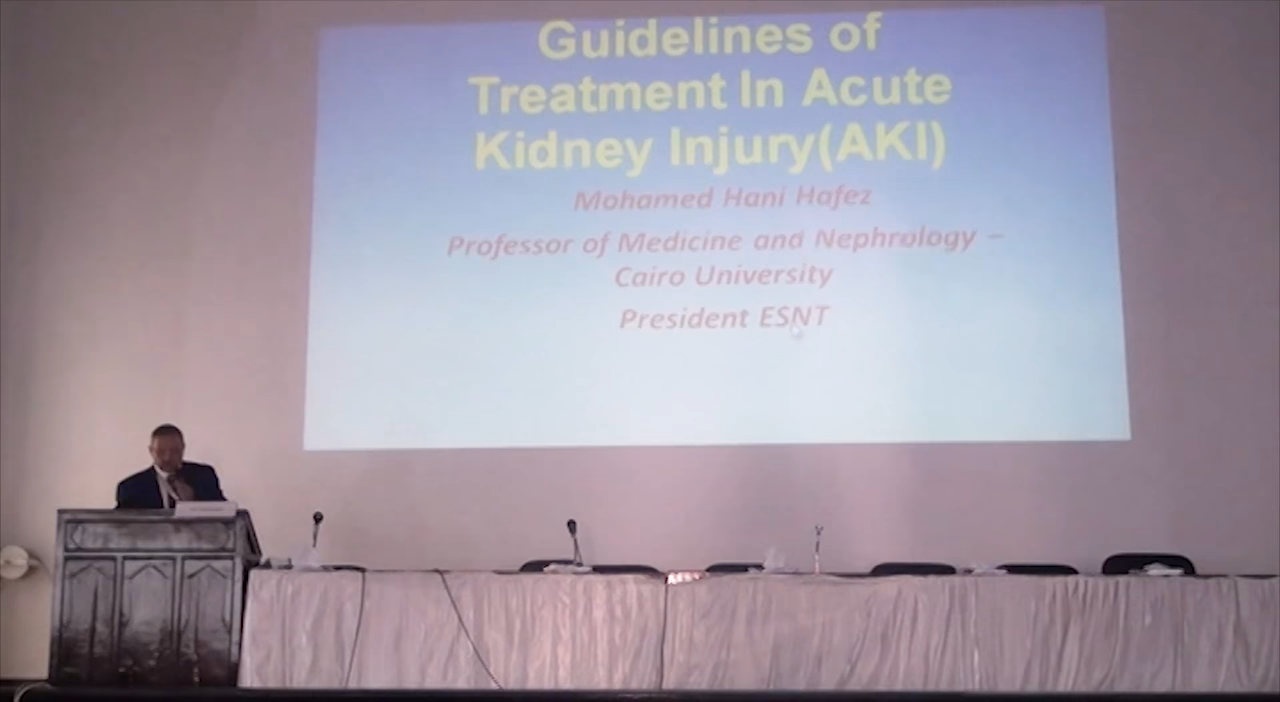 Guidelines of
Treatment In Acute
Kidney Injury(AKI)
Mohamed Hani Hafez
Professor of Medicine and Nephrology –
Cairo University
President ESNT